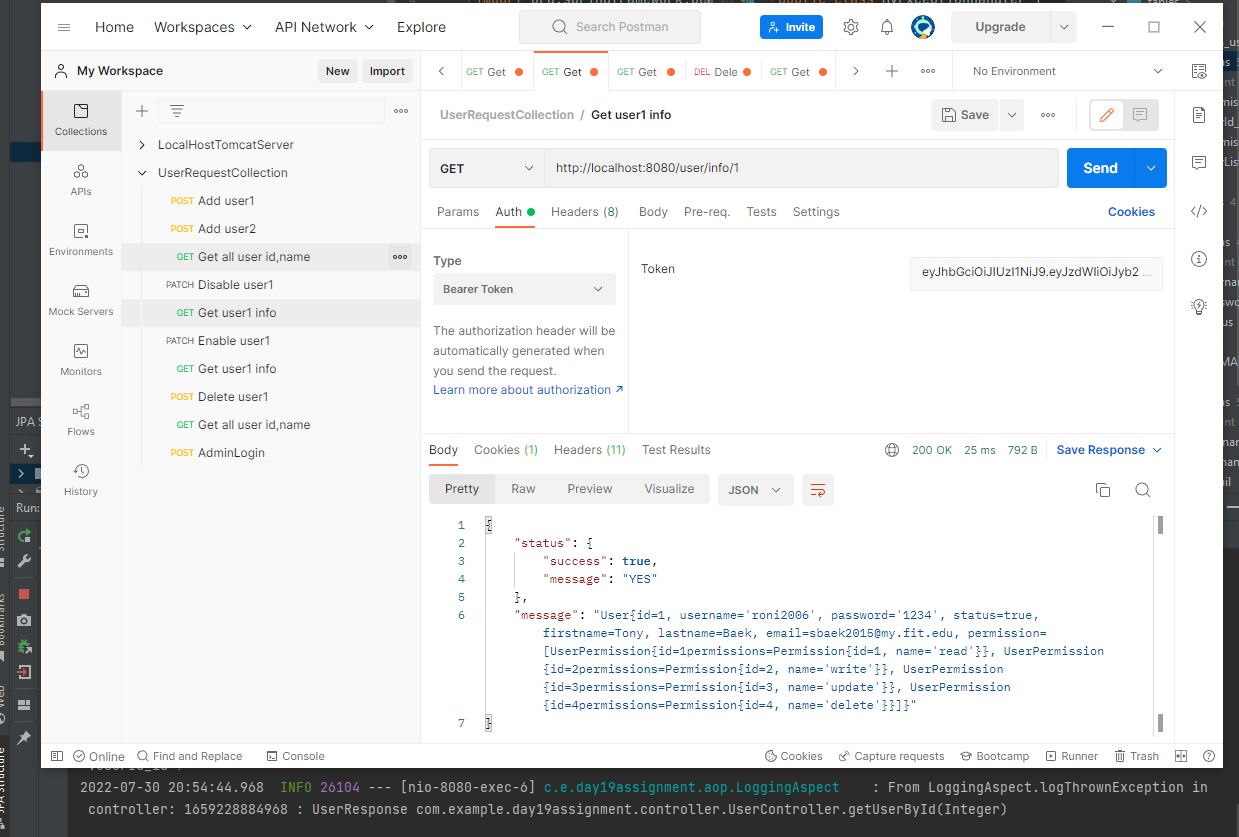 Home Workspaces API Network Explore Search Postman Invite Upgrade
My Workspace New Import GET Get GET Get GET Get DEL Dele GET Get No Environment
Collections
APIs
Environments
Mock Servers
Monitors
Flows
History
LocalHostTomcatServer
UserRequestCollection
POST Add user1
POST Add user2
GET Get all user id,name
PATCH Disable user1
GET Get user1 info
PATCH Enable user1
GET Get user1 info
POST Delete user1
GET Get all user id,name
POST AdminLogin
UserRequestCollection / Get user1 info Save
GET http://localhost:8080/user/info/1 Send
Params Auth Headers (8) Body Pre-req. Tests Settings Cookies
Type
Bearer Token
The authorization header will be
automatically generated when
you send the request.
Learn more about authorization ↗
Token eyJhbGciOiJIUzI1NiJ9.eyJzdWIiOiJyb2 ...
Body Cookies (1) Headers (11) Test Results 200 OK 25 ms 792 B Save Response
Pretty Raw Preview Visualize JSON
1 {
2 "status": {
3 "success": true,
4 "message": "YES"
5 },
6 "message": "User{id=1, username='roni2006', password='1234', status=true,
firstname=Tony, lastname=Baek, email=sbaek2015@my.fit.edu, permission=
[UserPermission{id=1permissions=Permission{id=1, name='read'}}, UserPermission
{id=2permissions=Permission{id=2, name='write'}}, UserPermission
{id=3permissions=Permission{id=3, name='update'}}, UserPermission
{id=4permissions=Permission{id=4, name='delete'}}]}"
7 }
Online Find and Replace Console Cookies Capture requests Bootcamp Runner Trash
JPA S
Run:
2022-07-30 20:54:44.968 INFO 26104 --- [nio-8080-exec-6] c.e.day19assignment.aop.LoggingAspect : From LoggingAspect.logThrownException in
controller: 1659228884968 : UserResponse com.example.day19assignment.controller.UserController.getUserById(Integer)